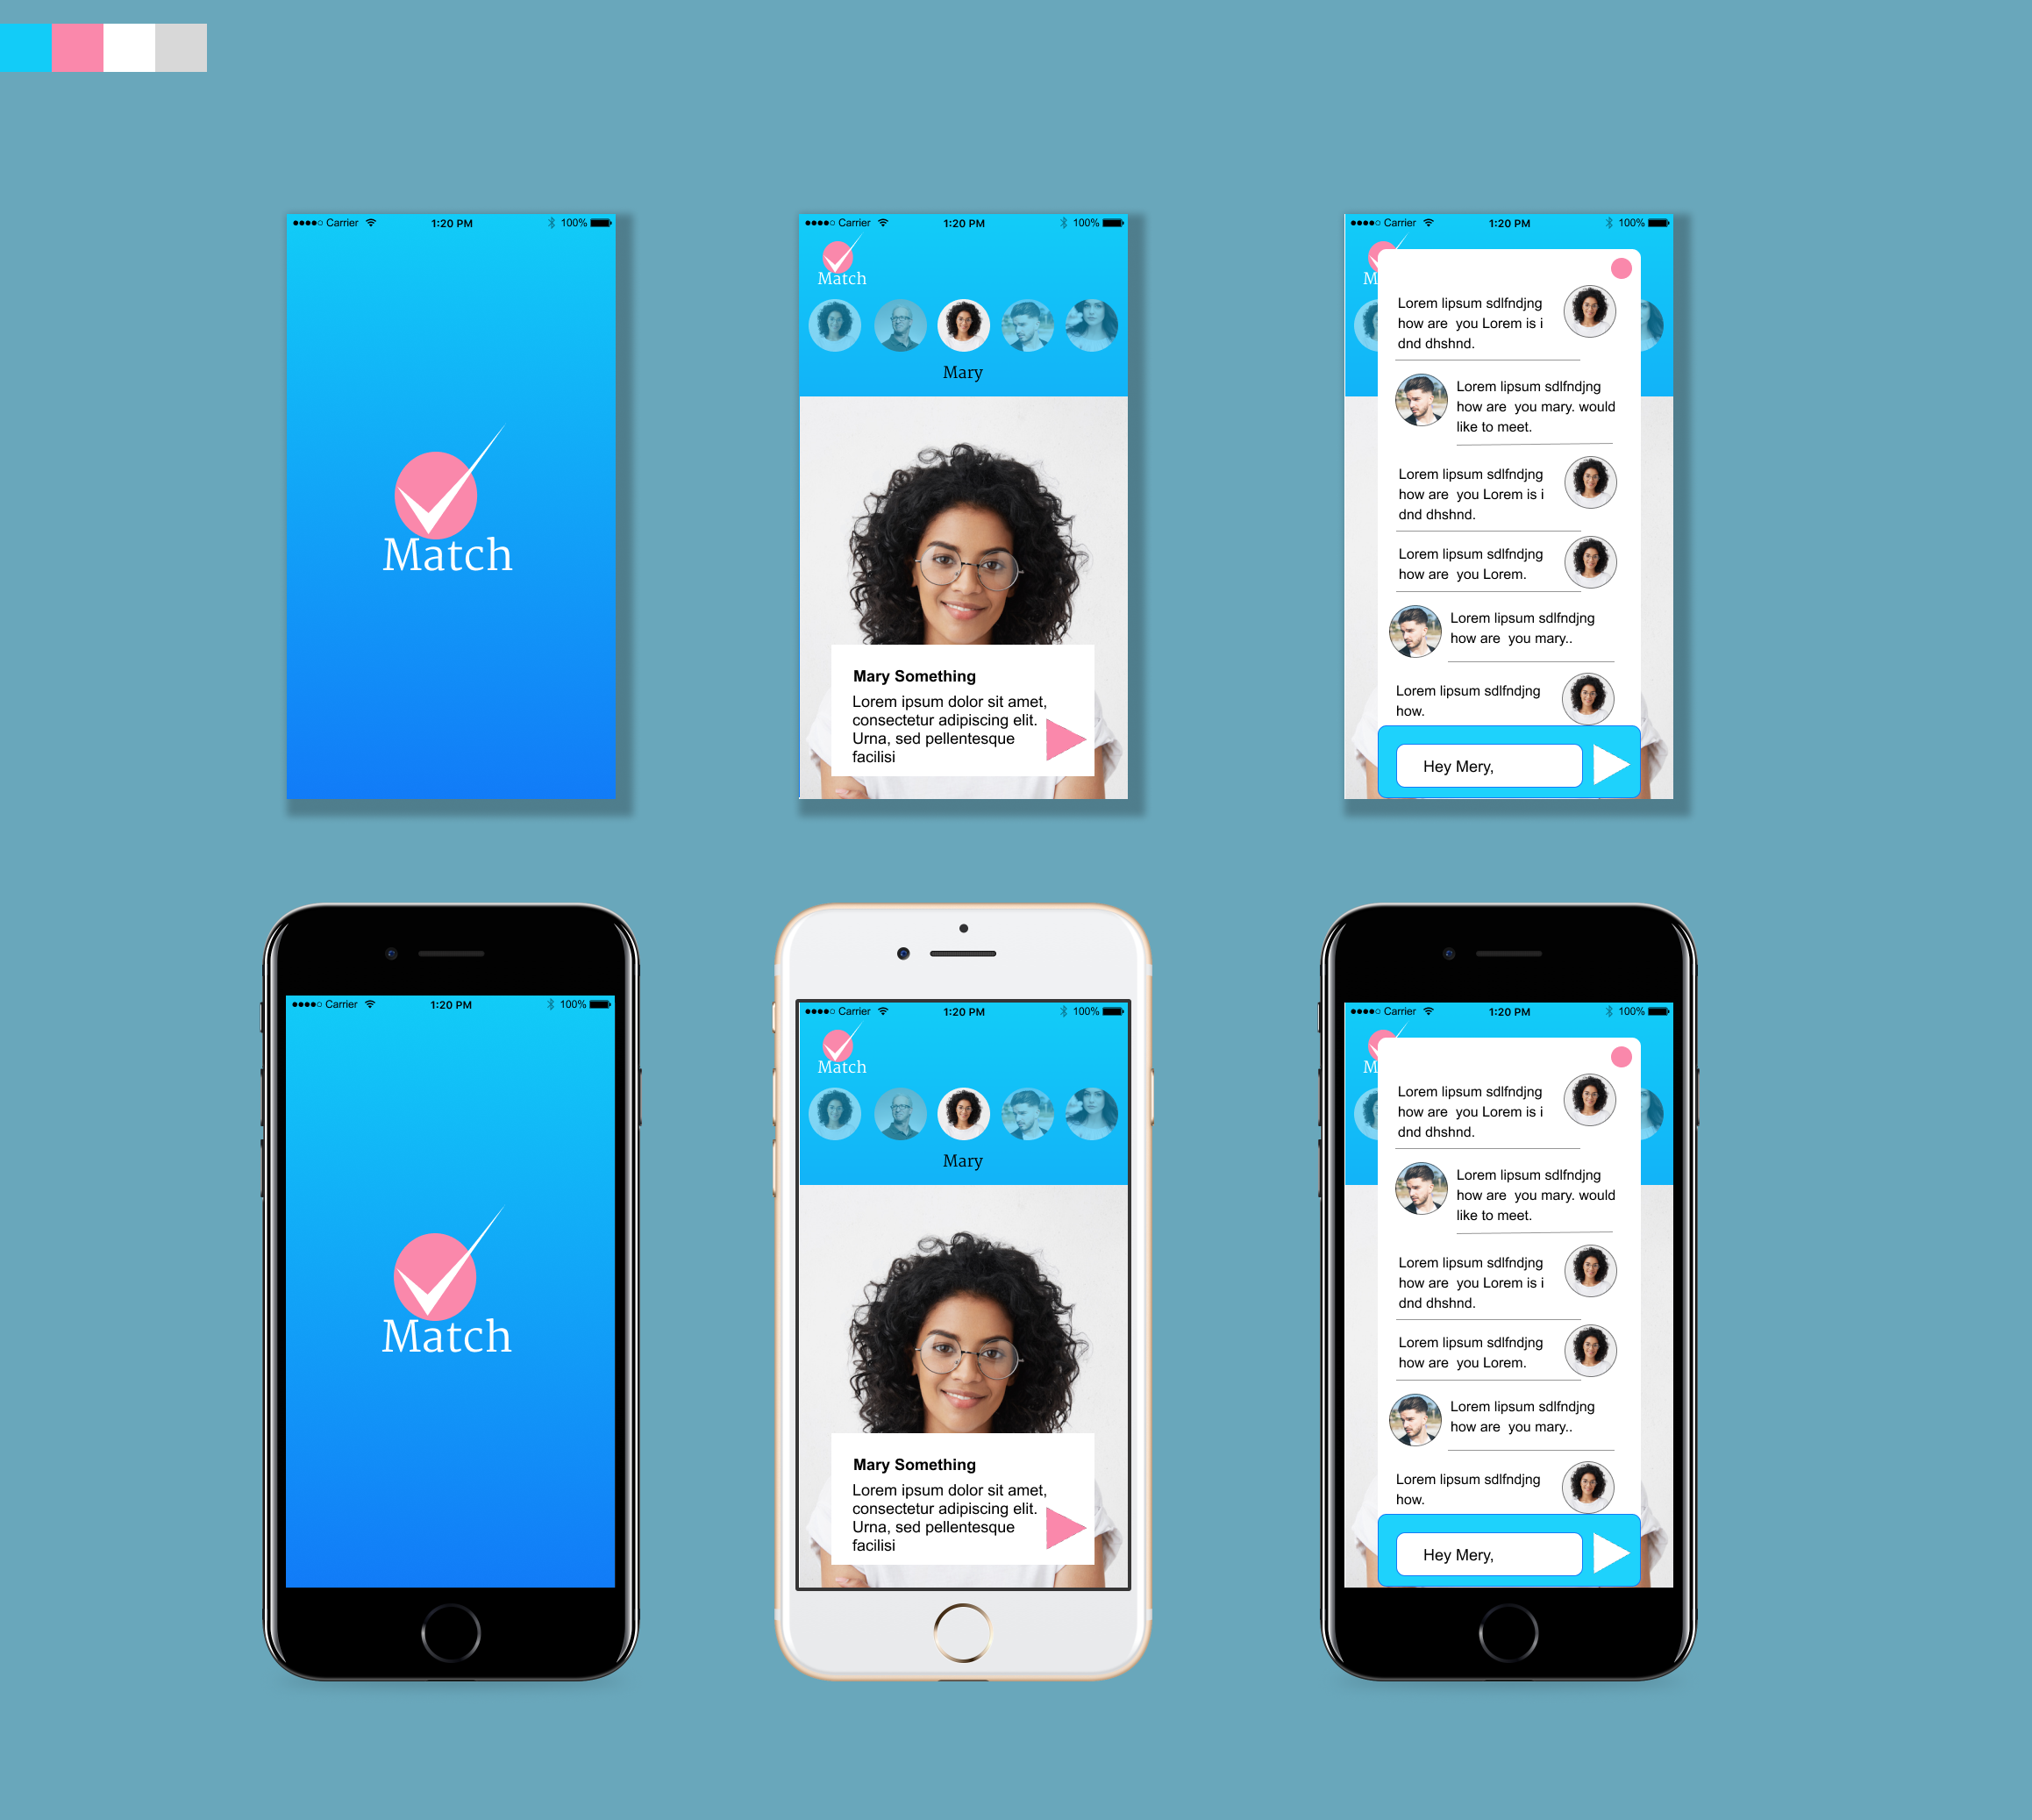 Carrier 1:20 PM 100%
Match
Carrier 1:20 PM 100%
Match
Mary
Mary Something
Lorem ipsum dolor sit amet,
consectetur adipiscing elit.
Urna, sed pellentesque
facilisi
Carrier 1:20 PM 100%
M
Lorem lipsum sdlfndjng
how are you Lorem is i
dnd dhshnd.
Lorem lipsum sdlfndjng
how are you mary. would
like to meet.
Lorem lipsum sdlfndjng
how are you Lorem is i
dnd dhshnd.
Lorem lipsum sdlfndjng
how are you Lorem.
Lorem lipsum sdlfndjng
how are you mary..
Lorem lipsum sdlfndjng
how.
Hey Mery,
Carrier 1:20 PM 100%
Match
Carrier 1:20 PM 100%
Match
Mary
Mary Something
Lorem ipsum dolor sit amet,
consectetur adipiscing elit.
Urna, sed pellentesque
facilisi
Carrier 1:20 PM 100%
M
Lorem lipsum sdlfndjng
how are you Lorem is i
dnd dhshnd.
Lorem lipsum sdlfndjng
how are you mary. would
like to meet.
Lorem lipsum sdlfndjng
how are you Lorem is i
dnd dhshnd.
Lorem lipsum sdlfndjng
how are you Lorem.
Lorem lipsum sdlfndjng
how are you mary..
Lorem lipsum sdlfndjng
how.
Hey Mery,